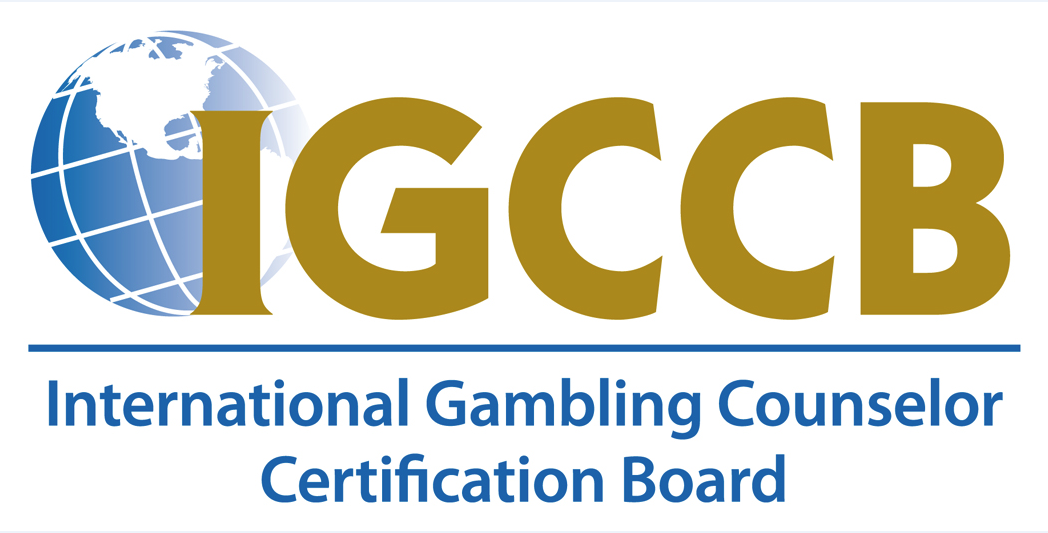 IGCCB
International Gambling Counselor
Certification Board